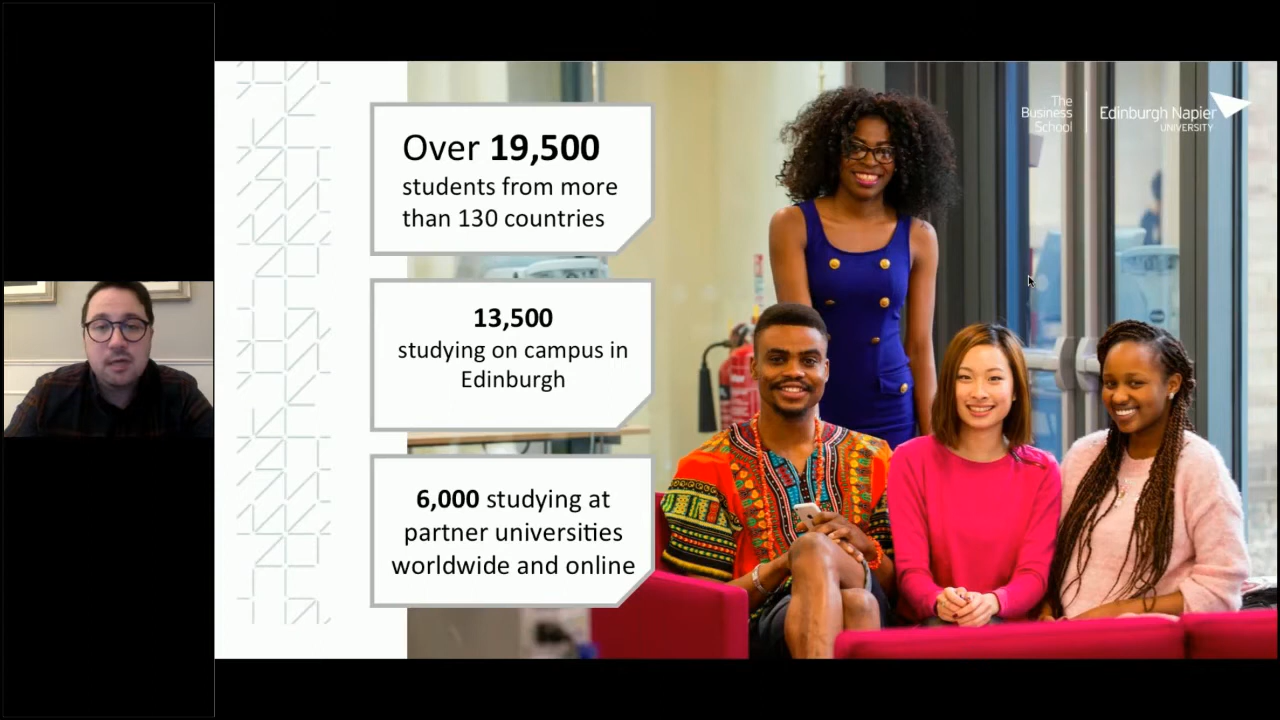 Over 19,500
students from more
than 130 countries
13,500
studying on campus in
Edinburgh
6,000 studying at
partner universities
worldwide and online
The
Business
School
Edinburgh Napier
UNIVERSITY